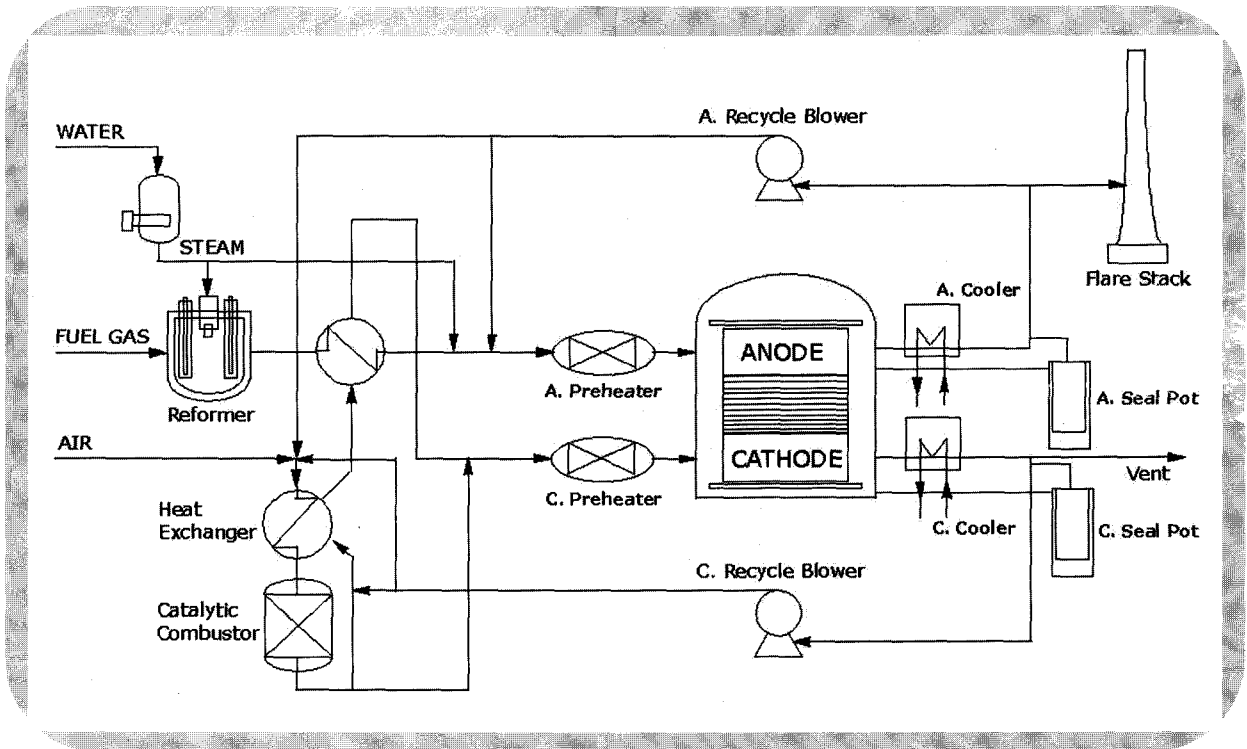 A. Recycle Blower
WATER
STEAM
Flare Stack
A. Cooler
FUEL GAS
ANODE
A. Preheater
A. Seal Pot
Reformer
AIR
CATHODE
Vent
C. Preheater
Heat
Exchanger
C. Cooler
C. Seal Pot
C. Recycle Blower
Catalytic
Combustor